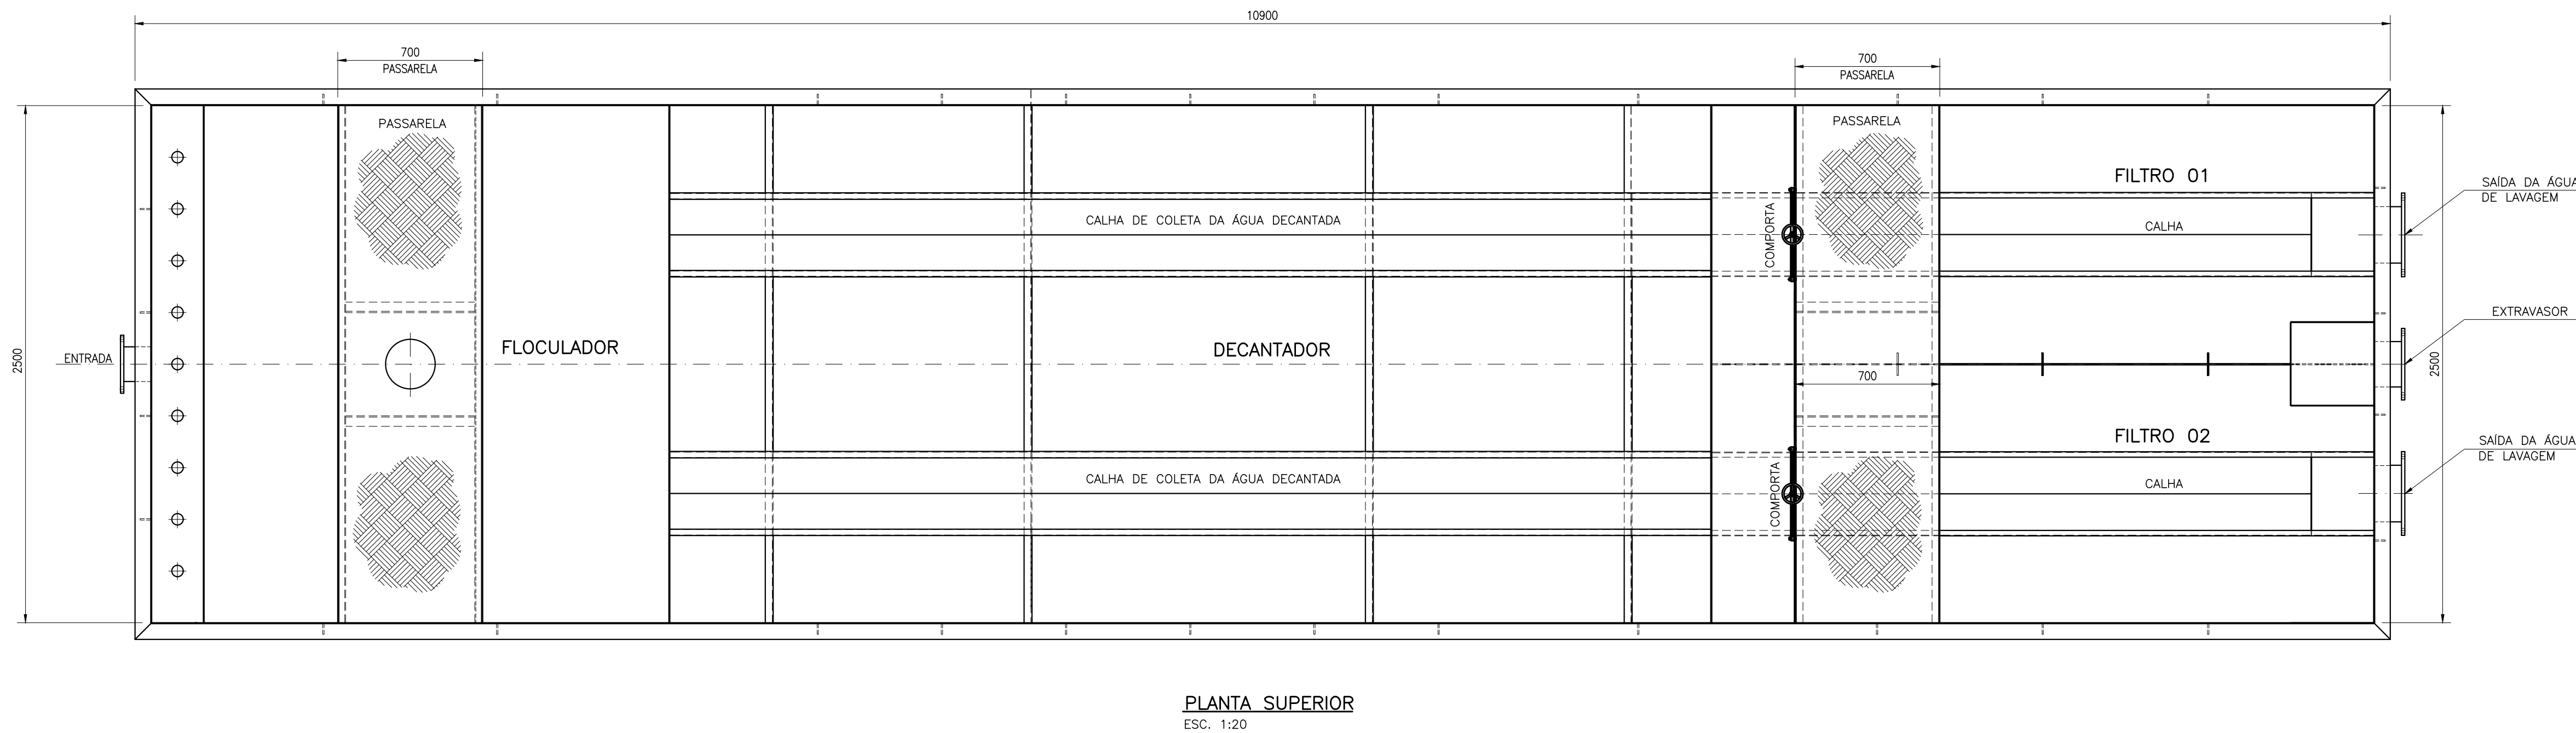 10900
700
PASSARELA
700
PASSARELA
PASSARELA
PASSARELA
FILTRO 01
SAÍDA DA ÁGUA
DE LAVAGEM
CALHA DE COLETA DA ÁGUA DECANTADA
COMPORTA
CALHA
EXTRAVASOR
ENTRADA
FLOCULADOR
DECANTADOR
2500
2500
700
FILTRO 02
SAÍDA DA ÁGUA
DE LAVAGEM
CALHA DE COLETA DA ÁGUA DECANTADA
COMPORTA
CALHA
PLANTA SUPERIOR
ESC. 1:20